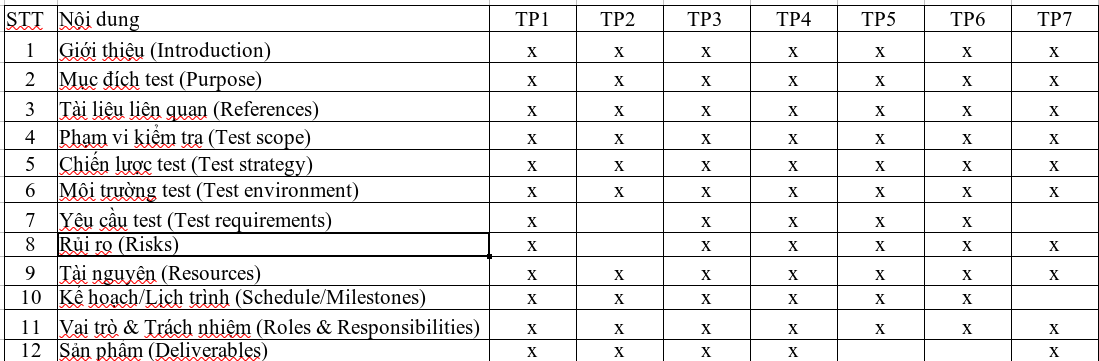 STT Nội dung TP1 TP2 TP3 TP4 TP5 TP6 TP7
1 Giới thiệu (Introduction) x x x x x x x
2 Mục đích test (Purpose) x x x x x x x
3 Tài liệu liên quan (References) x x x x x x x
4 Phạm vi kiểm tra (Test scope) x x x x x x x
5 Chiến lược test (Test strategy) x x x x x x x
6 Môi trường test (Test environment) x x x x x x x
7 Yêu cầu test (Test requirements) x x x x x
8 Rủi ro (Risks) x x x x x x
9 Tài nguyên (Resources) x x x x x x x
10 Kế hoạch/Lịch trình (Schedule/Milestones) x x x x x x
11 Vai trò & Trách nhiệm (Roles & Responsibilities) x x x x x x x
12 Sản phẩm (Deliverables) x x x x x